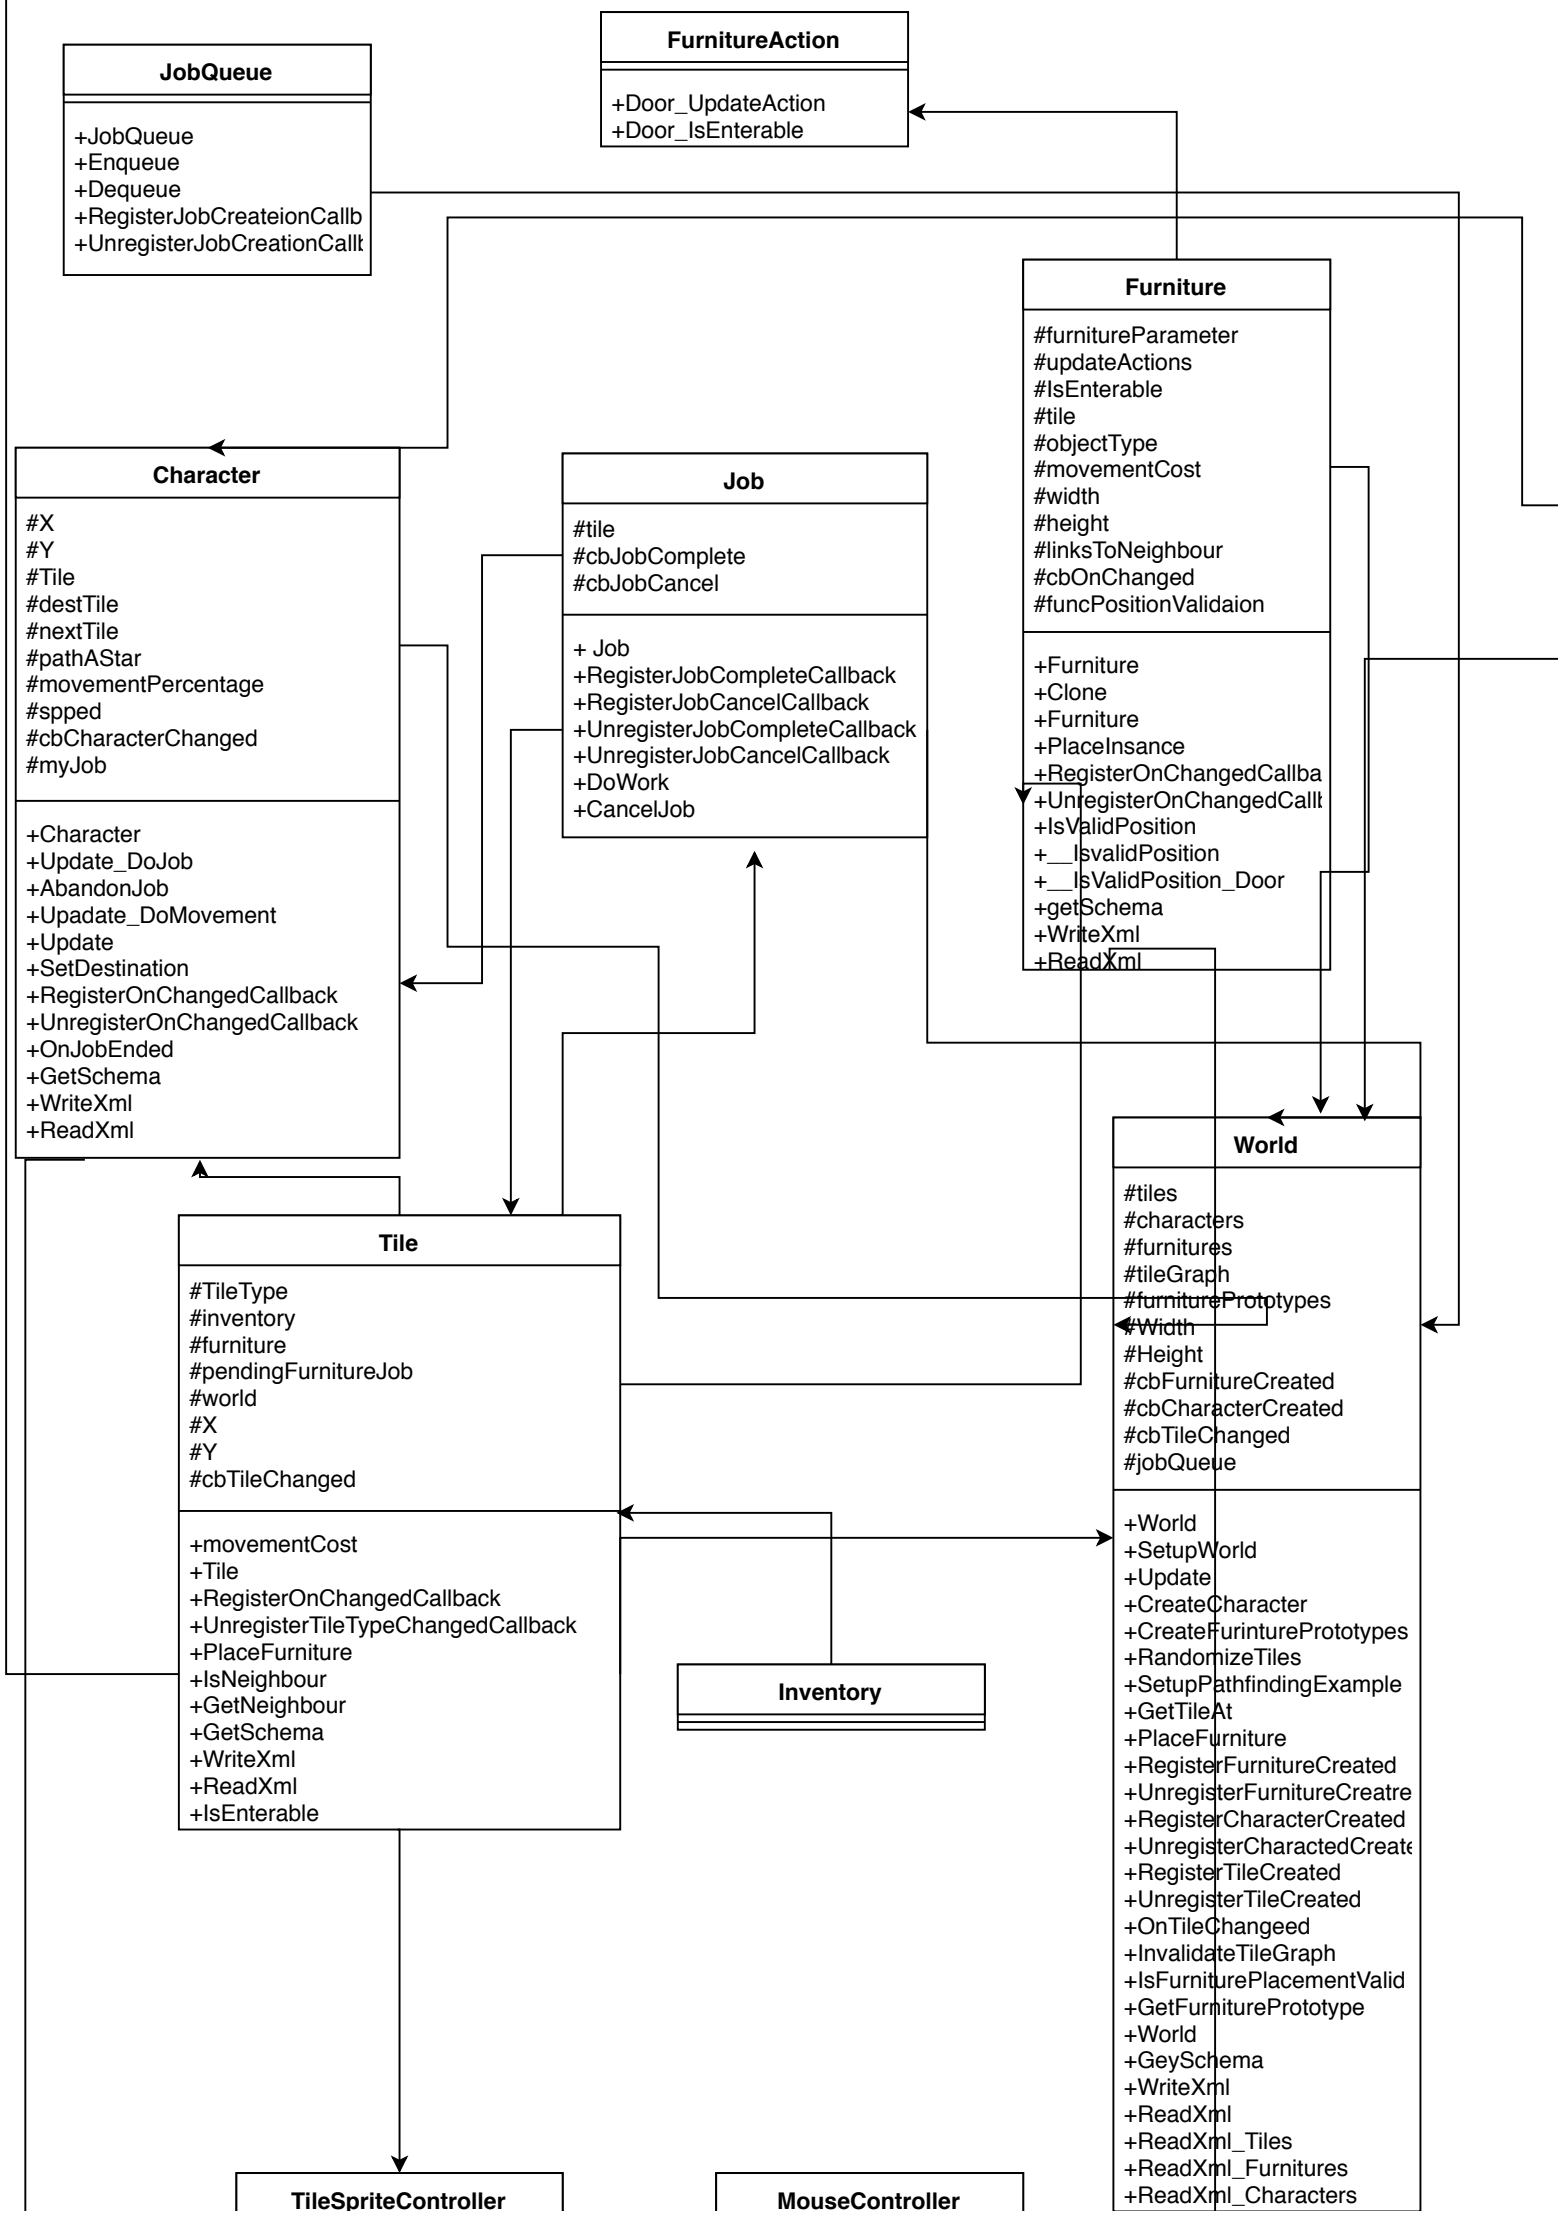 FurnitureAction
+Door_UpdateAction
+Door_IsEnterable
JobQueue
+JobQueue
+Enqueue
+Dequeue
+RegisterJobCreateionCallb
+UnregisterJobCreationCallb
Furniture
#furnitureParameter
#updateActions
#IsEnterable
#tile
#objectType
#movementCost
#width
#height
#linksToNeighbour
#cbOnChanged
#funcPositionValidaion
+Furniture
+Clone
+Furniture
+PlaceInsance
+RegisterOnChangedCallba
+UnregisterOnChangedCallb
+IsValidPosition
+__IsvalidPosition
+__IsValidPosition_Door
+getSchema
+WriteXml
+ReadXml
Character
#X
#Y
#Tile
#destTile
#nextTile
#pathAStar
#movementPercentage
#spped
#cbCharacterChanged
#myJob
+Character
+Update_DoJob
+AbandonJob
+Upadate_DoMovement
+Update
+SetDestination
+RegisterOnChangedCallback
+UnregisterOnChangedCallback
+OnJobEnded
+GetSchema
+WriteXml
+ReadXml
Job
#tile
#cbJobComplete
#cbJobCancel
+ Job
+RegisterJobCompleteCallback
+RegisterJobCancelCallback
+UnregisterJobCompleteCallback
+UnregisterJobCancelCallback
+DoWork
+CancelJob
World
#tiles
#characters
#furnitures
#tileGraph
#furniturePrototypes
#Width
#Height
#cbFurnitureCreated
#cbCharacterCreated
#cbTileChanged
#jobQueue
+World
+SetupWorld
+Update
+CreateCharacter
+CreateFurinturePrototypes
+RandomizeTiles
+SetupPathfindingExample
+GetTileAt
+PlaceFurniture
+RegisterFurnitureCreated
+UnregisterFurnitureCreatre
+RegisterCharacterCreated
+UnregisterCharactedCreate
+RegisterTileCreated
+UnregisterTileCreated
+OnTileChangeed
+InvalidateTileGraph
+IsFurniturePlacementValid
+GetFurniturePrototype
+World
+GeySchema
+WriteXml
+ReadXml
+ReadXml_Tiles
+ReadXml_Furnitures
+ReadXml_Characters
Tile
#TileType
#inventory
#furniture
#pendingFurnitureJob
#world
#X
#Y
#cbTileChanged
+movementCost
+Tile
+RegisterOnChangedCallback
+UnregisterTileTypeChangedCallback
+PlaceFurniture
+IsNeighbour
+GetNeighbour
+GetSchema
+WriteXml
+ReadXml
+IsEnterable
Inventory
TileSpriteController
MouseController